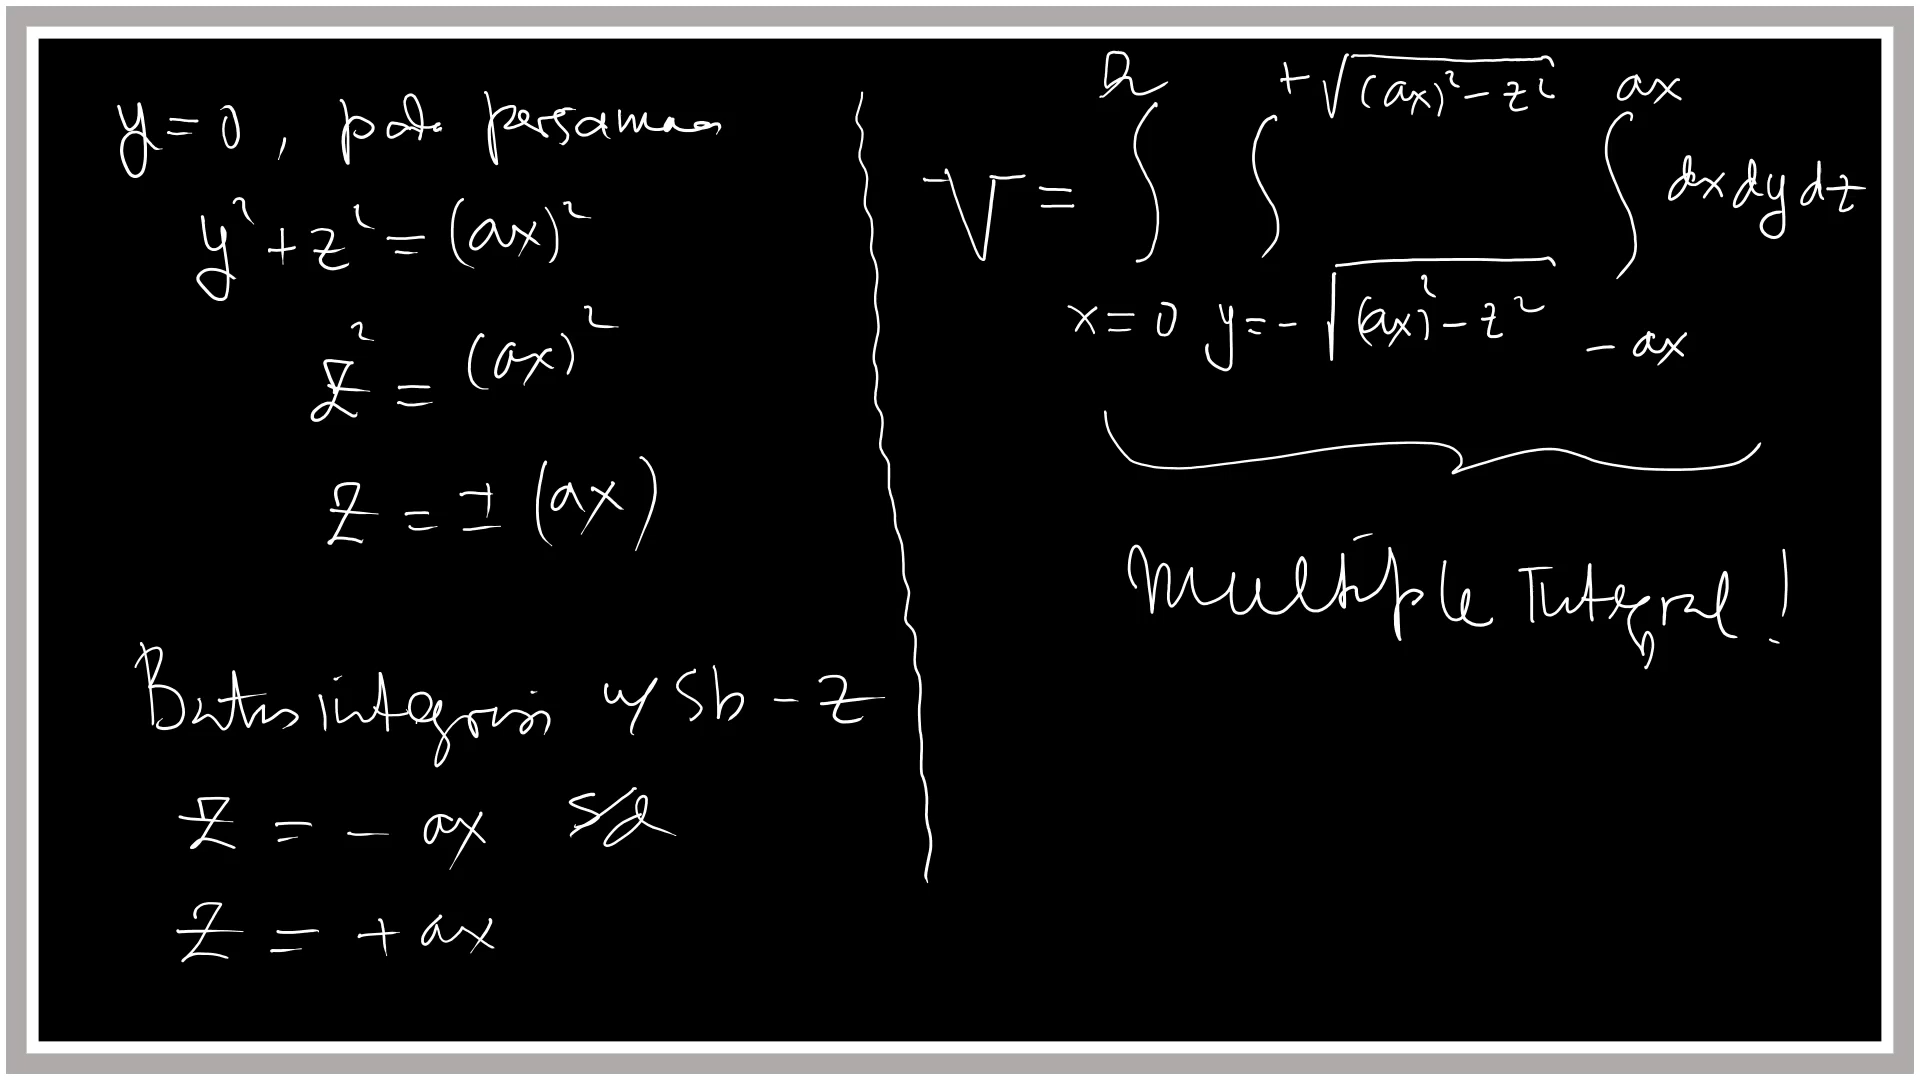 y = 0, pada persamaan
y² + z² = (ax)²
z² = (ax)²
z = ± (ax)
Batas integrasi u/ sb - z
z = - ax s/d
z = + ax
h +√((ax)² - z²) ax
V = ∫ ∫ ∫ dx dy dz
x = 0 y = - √((ax)² - z²) - ax
Multiple Integral!